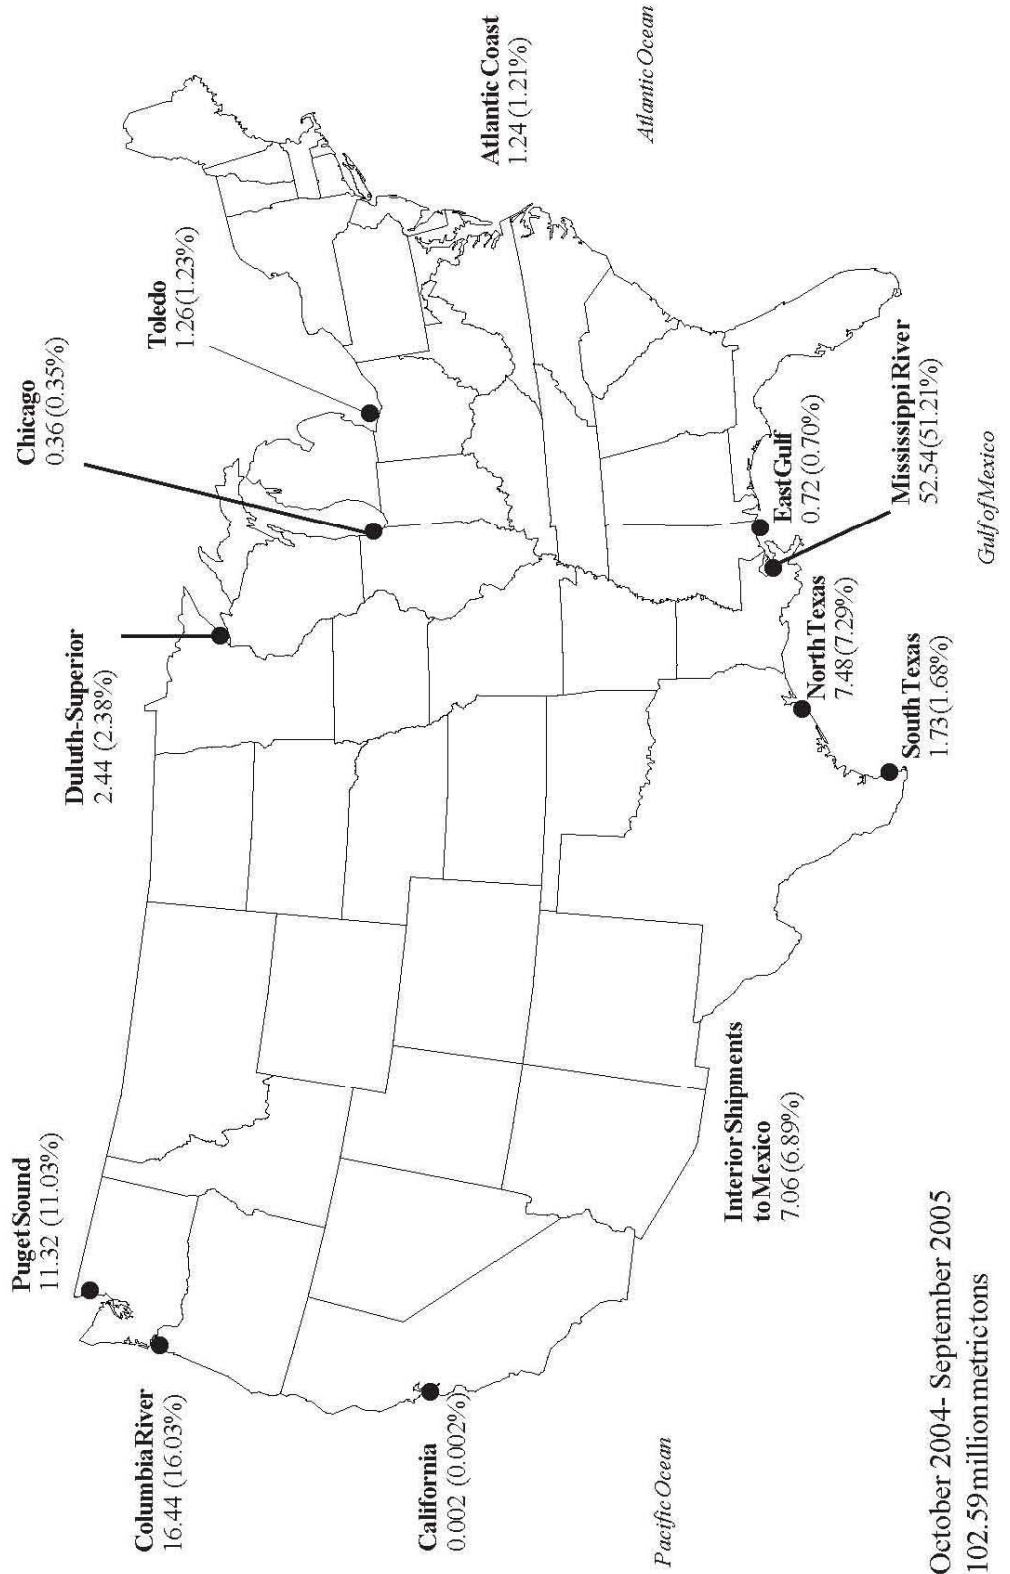 Puget Sound
11.32 (11.03%)
Columbia River
16.44 (16.03%)
California
0.002 (0.002%)
Pacific Ocean
Duluth-Superior
2.44 (2.38%)
Chicago
0.36 (0.35%)
Toledo
1.26 (1.23%)
Atlantic Coast
1.24 (1.21%)
Atlantic Ocean
Interior Shipments
to Mexico
7.06 (6.89%)
South Texas
1.73 (1.68%)
North Texas
7.48 (7.29%)
East Gulf
0.72 (0.70%)
Mississippi River
52.54 (51.21%)
Gulf of Mexico
October 2004- September 2005
102.59 million metric tons